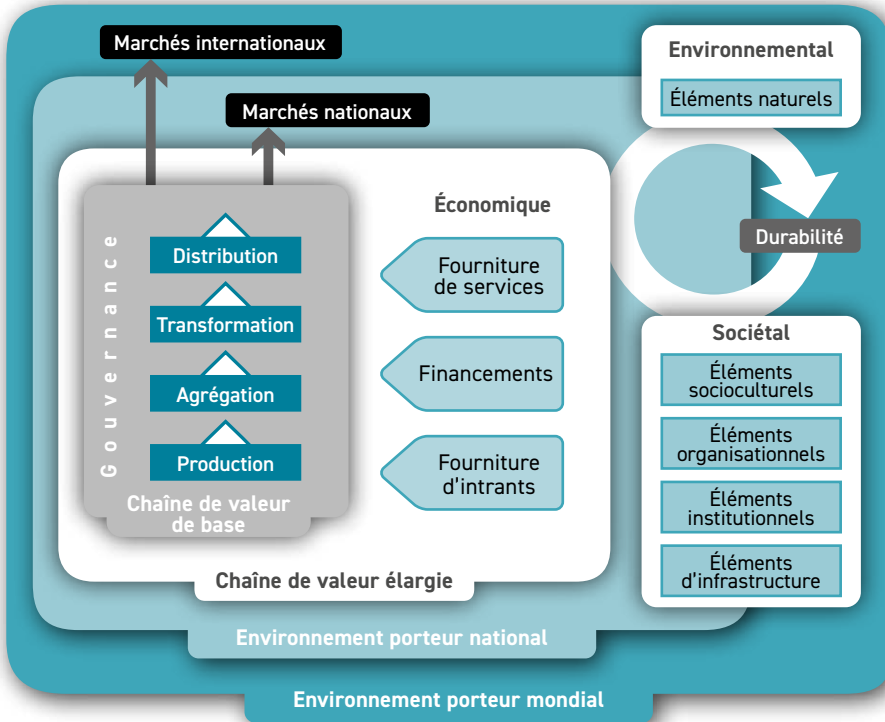 Marchés internationaux
Marchés nationaux
Environnemental
Éléments naturels
Durabilité
Gouvernance
Distribution
Transformation
Agrégation
Production
Chaîne de valeur
de base
Économique
Fourniture
de services
Financements
Fourniture
d'intrants
Sociétal
Éléments
socioculturels
Éléments
organisationnels
Éléments
institutionnels
Éléments
d'infrastructure
Chaîne de valeur élargie
Environnement porteur national
Environnement porteur mondial